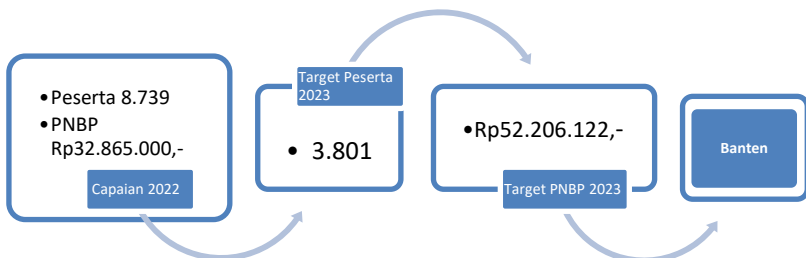 •Peserta 8.739
•PNBP
Rp32.865.000,-
Capaian 2022
Target Peserta
2023
• 3.801
•Rp52.206.122,-
Target PNBP 2023
Banten